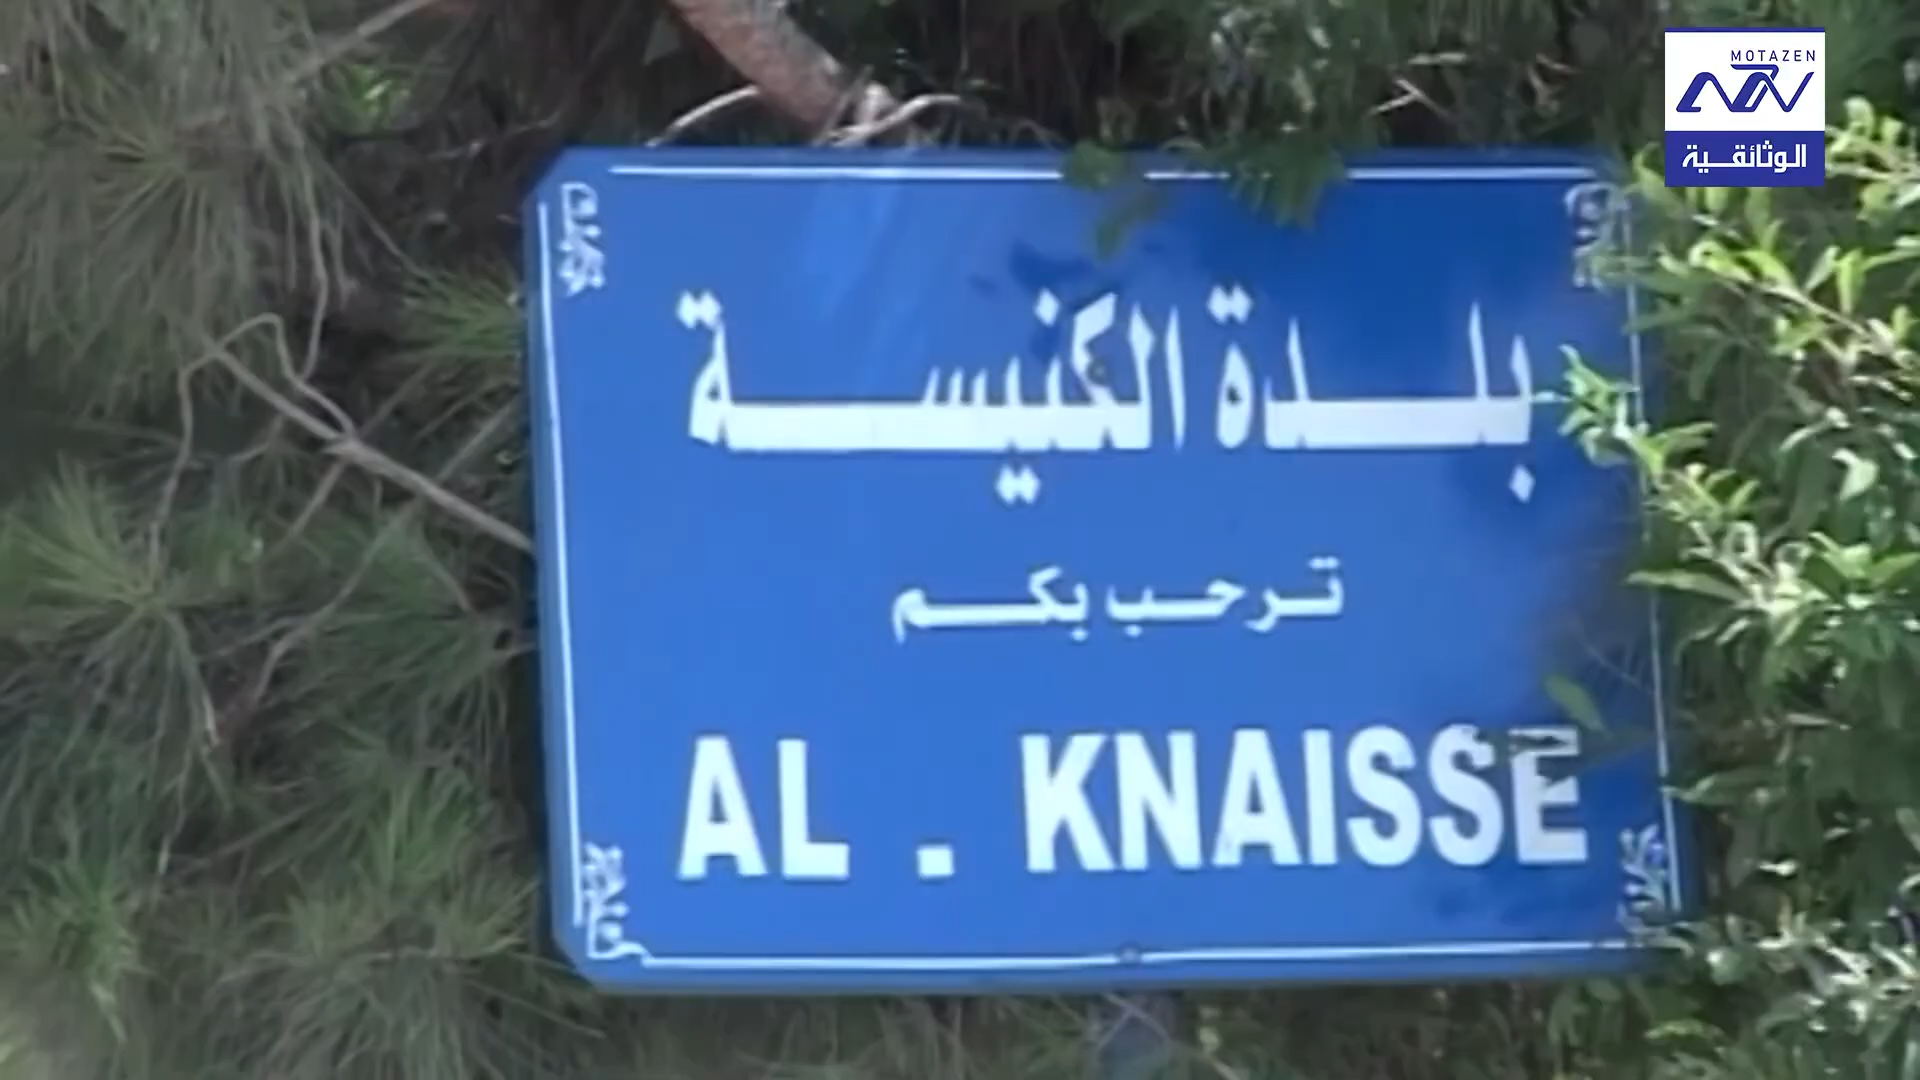 MOTAZEN
الوثائقية
بلدة الكنيسة
ترحب بكم
AL . KNAISSE